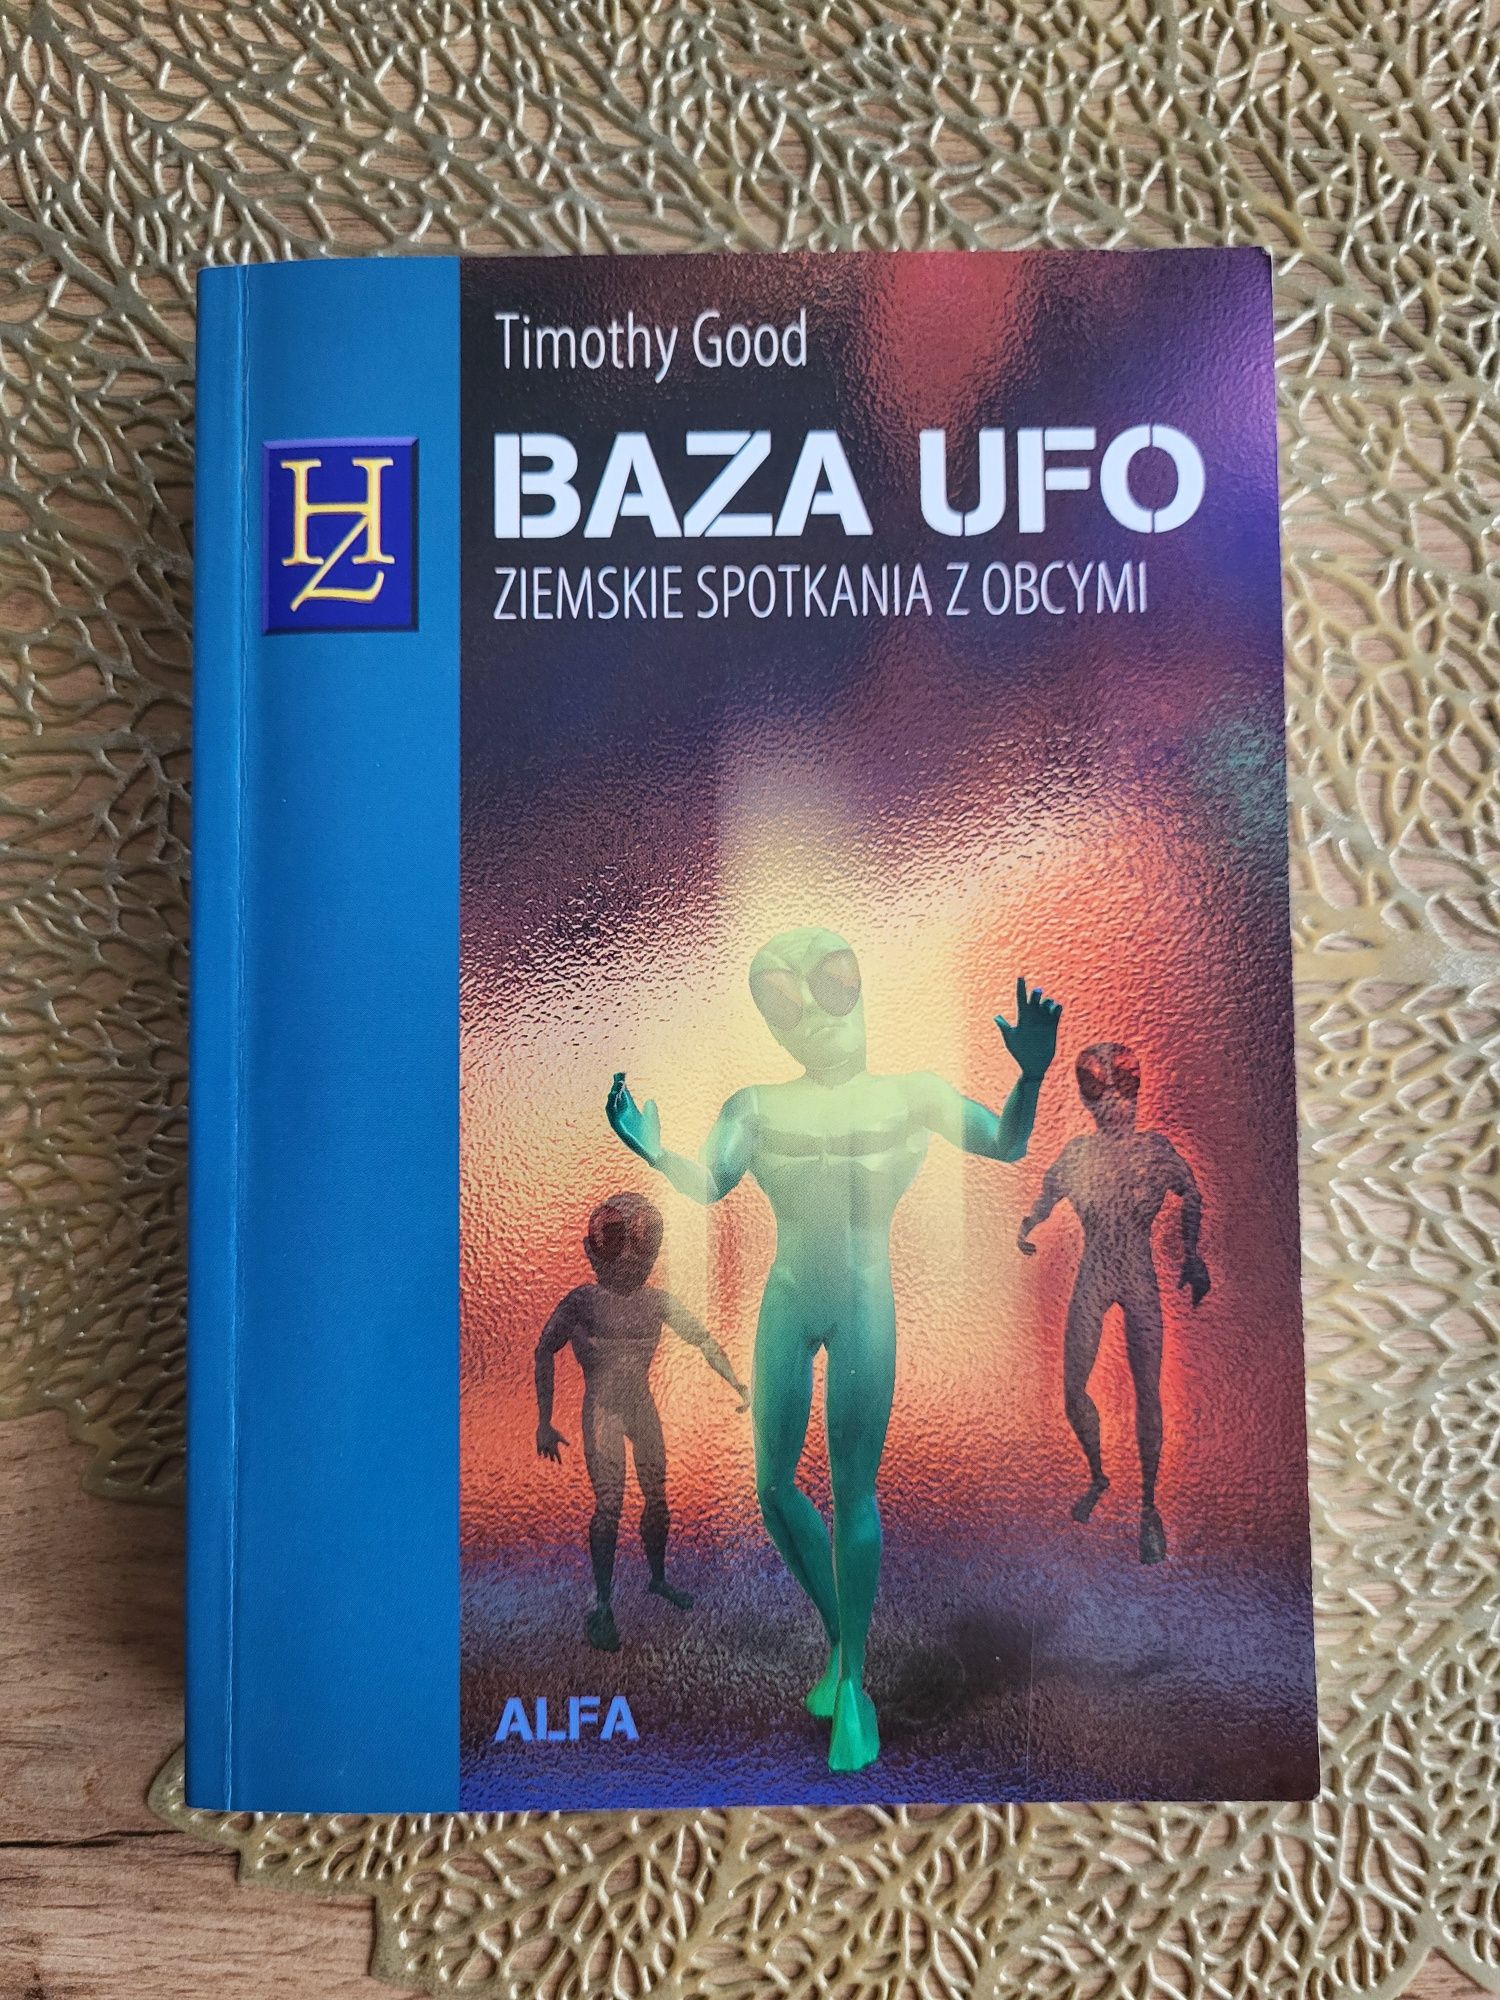 Timothy Good
BAZA UFO
ZIEMSKIE SPOTKANIA Z OBCYMI
HZ
ALFA